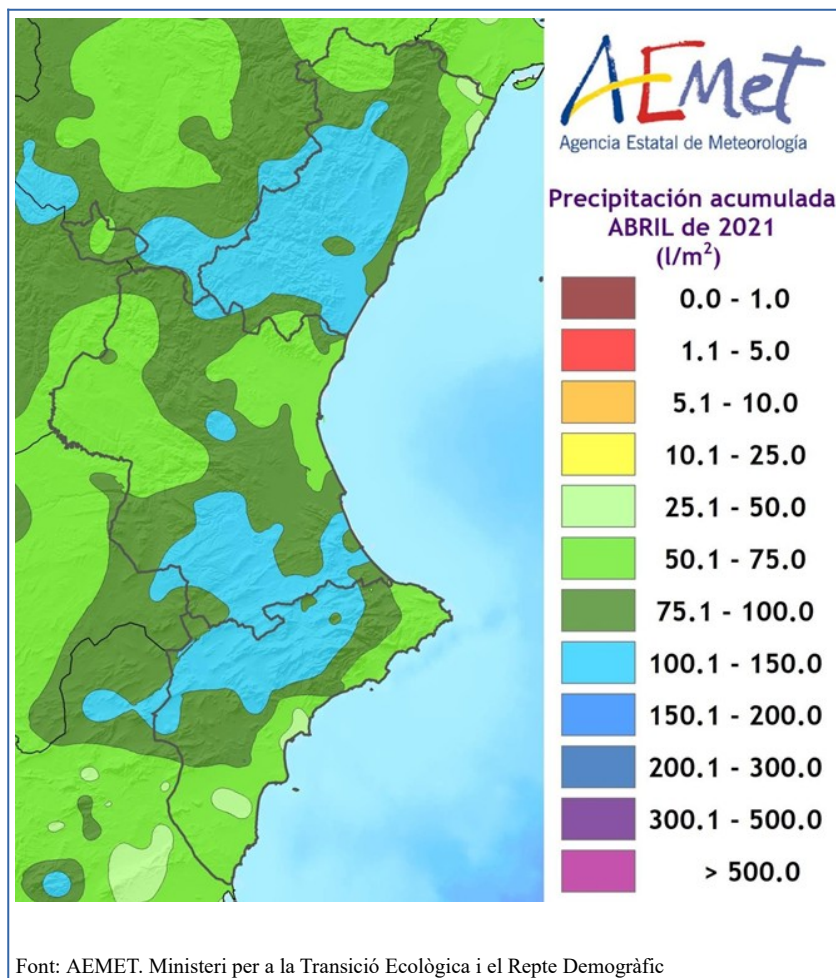 AEMet
Agencia Estatal de Meteorología
Precipitación acumulada
ABRIL de 2021
(l/m²)
0.0 - 1.0
1.1 - 5.0
5.1 - 10.0
10.1 - 25.0
25.1 - 50.0
50.1 - 75.0
75.1 - 100.0
100.1 - 150.0
150.1 - 200.0
200.1 - 300.0
300.1 - 500.0
> 500.0
Font: AEMET. Ministeri per a la Transició Ecològica i el Repte Demogràfic